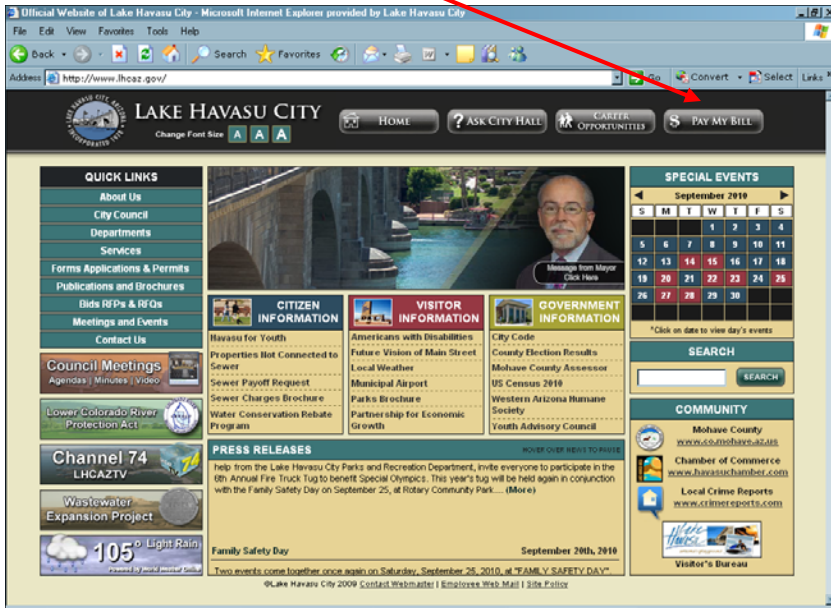 Official Website of Lake Havasu City - Microsoft Internet Explorer provided by Lake Havasu City
File Edit View Favorites Tools Help
Back Search Favorites
Address http://www.lhcaz.gov/ Go Convert Select Links
LAKE HAVASU CITY
Change Font Size A A A
HOME
? ASK CITY HALL
CAREER OPPORTUNITIES
$ PAY MY BILL
QUICK LINKS
About Us
City Council
Departments
Services
Forms Applications & Permits
Publications and Brochures
Bids RFPs & RFQs
Meetings and Events
Contact Us
Council Meetings
Agendas | Minutes | Video
Lower Colorado River
Protection Act
Channel 74
LHCAZTV
Wastewater
Expansion Project
105° Light Rain
Message from Mayor
Click Here
CITIZEN
INFORMATION
Havasu for Youth
Properties Not Connected to
Sewer
Sewer Payoff Request
Sewer Charges Brochure
Water Conservation Rebate
Program
VISITOR
INFORMATION
Americans with Disabilities
Future Vision of Main Street
Local Weather
Municipal Airport
Parks Brochure
Partnership for Economic
Growth
GOVERNMENT
INFORMATION
City Code
County Election Results
Mohave County Assessor
US Census 2010
Western Arizona Humane
Society
Youth Advisory Council
PRESS RELEASES
HOVER OVER NEWS TO PAUSE
help from the Lake Havasu City Parks and Recreation Department, invite everyone to participate in the
6th Annual Fire Truck Tug to benefit Special Olympics. This year's tug will be held again in conjunction
with the Family Safety Day on September 25, at Rotary Community Park.... (More)
Family Safety Day September 20th, 2010
Two events come together once again on Saturday, September 25, 2010, at "FAMILY SAFETY DAY".
SPECIAL EVENTS
September 2010
S M T W T F S
1 2 3 4
5 6 7 8 9 10 11
12 13 14 15 16 17 18
19 20 21 22 23 24 25
26 27 28 29 30
*Click on date to view day's events
SEARCH
SEARCH
COMMUNITY
Mohave County
www.co.mohave.az.us
Chamber of Commerce
www.havasuchamber.com
Local Crime Reports
www.crimereports.com
Lake Havasu
Visitor's Bureau
©Lake Havasu City 2009 Contact Webmaster | Employee Web Mail | Site Policy